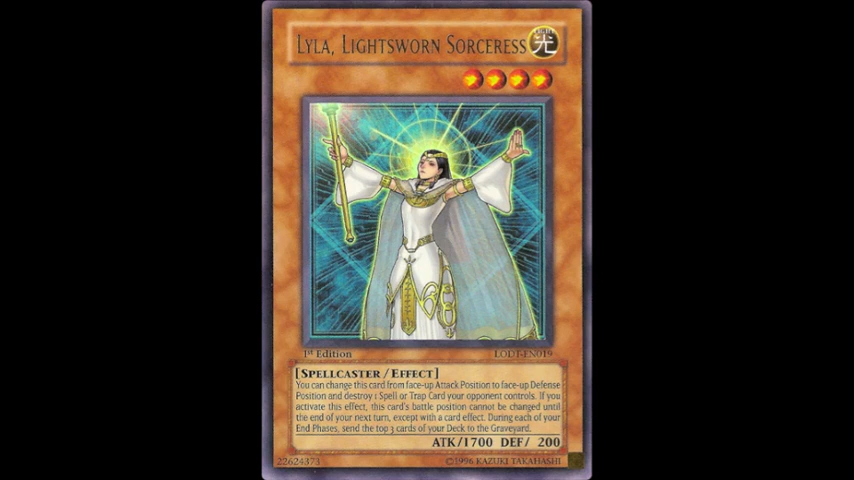 LYLA, LIGHTSWORN SORCERESS
LIGHT
光
1st Edition
LODT-EN019
[SPELLCASTER / EFFECT]
You can change this card from face-up Attack Position to face-up Defense
Position and destroy 1 Spell or Trap Card your opponent controls. If you
activate this effect, this card's battle position cannot be changed until
the end of your next turn, except with a card effect. During each of your
End Phases, send the top 3 cards of your Deck to the Graveyard.
ATK/1700 DEF/ 200
22624373
©1996 KAZUKI TAKAHASHI